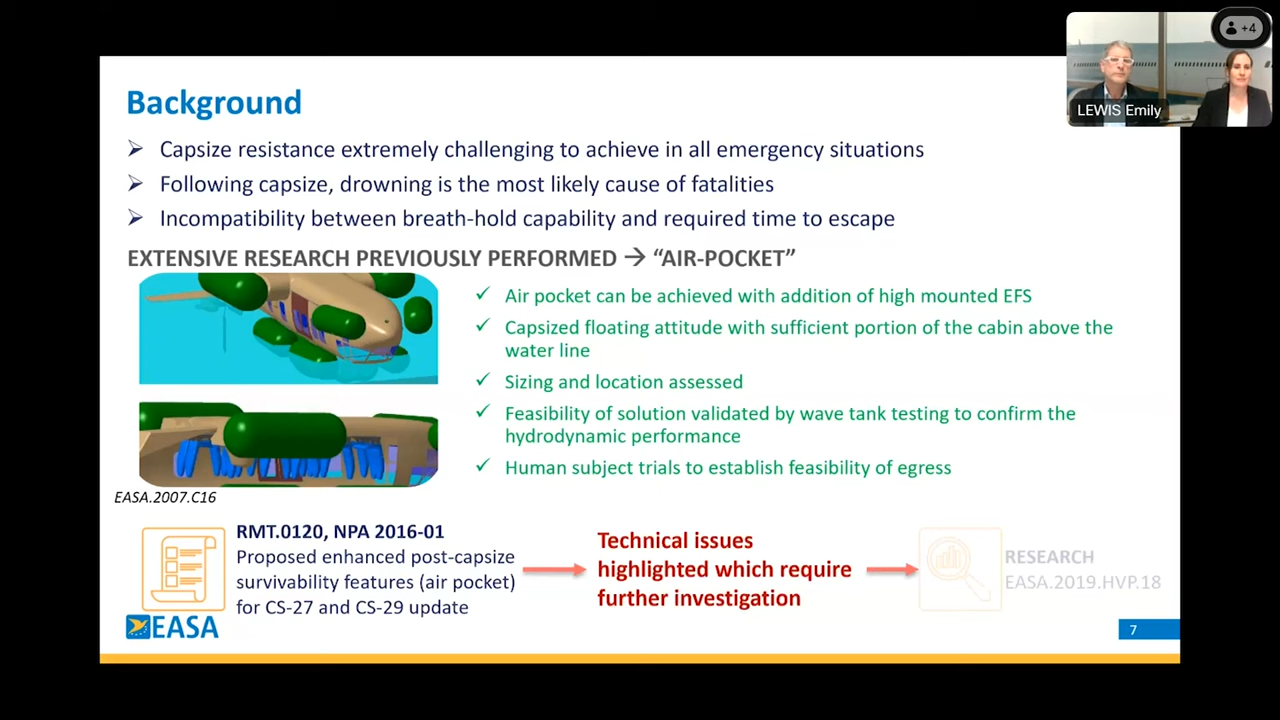 +4
LEWIS Emily
Background
Capsize resistance extremely challenging to achieve in all emergency situations
Following capsize, drowning is the most likely cause of fatalities
Incompatibility between breath-hold capability and required time to escape
EXTENSIVE RESEARCH PREVIOUSLY PERFORMED → “AIR-POCKET”
Air pocket can be achieved with addition of high mounted EFS
Capsized floating attitude with sufficient portion of the cabin above the
water line
Sizing and location assessed
Feasibility of solution validated by wave tank testing to confirm the
hydrodynamic performance
Human subject trials to establish feasibility of egress
EASA.2007.C16
RMT.0120, NPA 2016-01
Proposed enhanced post-capsize
survivability features (air pocket)
for CS-27 and CS-29 update
Technical issues
highlighted which require
further investigation
RESEARCH
EASA.2019.HVP.18
EASA
7